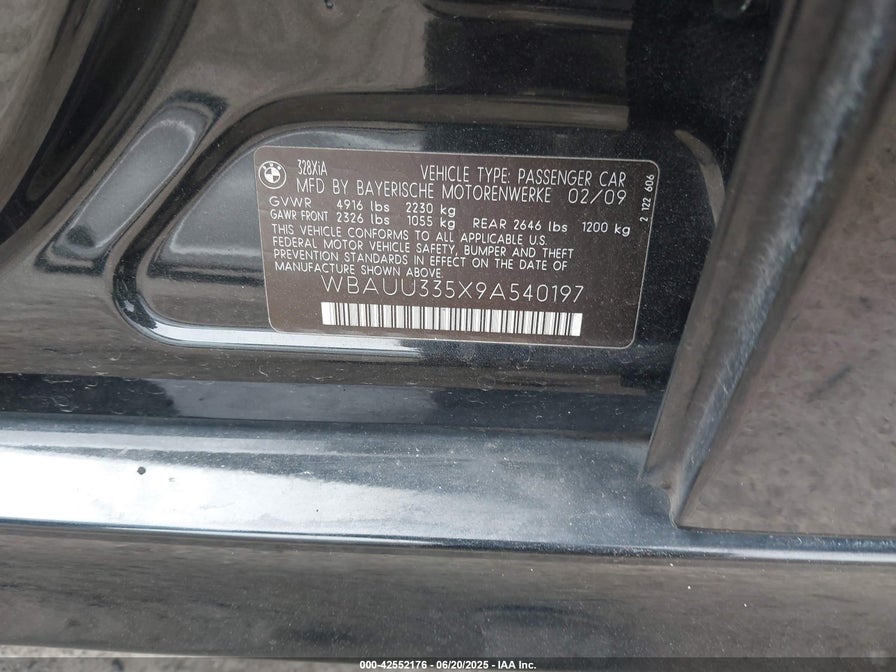 328XiA VEHICLE TYPE: PASSENGER CAR
MFD BY BAYERISCHE MOTORENWERKE 02/09
GVWR 4916 lbs 2230 kg
GAWR FRONT 2326 lbs 1055 kg REAR 2646 lbs 1200 kg
THIS VEHICLE CONFORMS TO ALL APPLICABLE U.S.
FEDERAL MOTOR VEHICLE SAFETY, BUMPER AND THEFT
PREVENTION STANDARDS IN EFFECT ON THE DATE OF
MANUFACTURE SHOWN ABOVE.
WBAUU335X9A540197
2 122 606
000-42552176 - 06/20/2025 - IAA Inc.